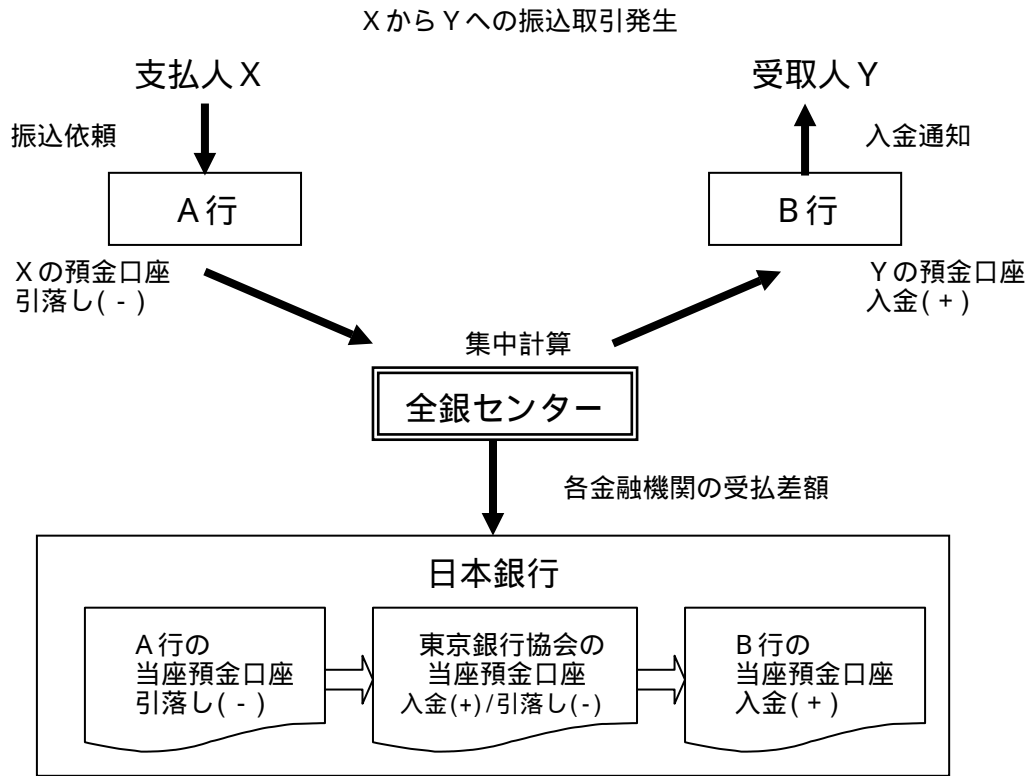 XからYへの振込取引発生
支払人X
受取人Y
振込依頼
入金通知
A行
B行
Xの預金口座
引落し(-)
Yの預金口座
入金(+)
集中計算
全銀センター
各金融機関の受払差額
日本銀行
A行の
当座預金口座
引落し(-)
東京銀行協会の
当座預金口座
入金(+)/引落し(-)
B行の
当座預金口座
入金(+)